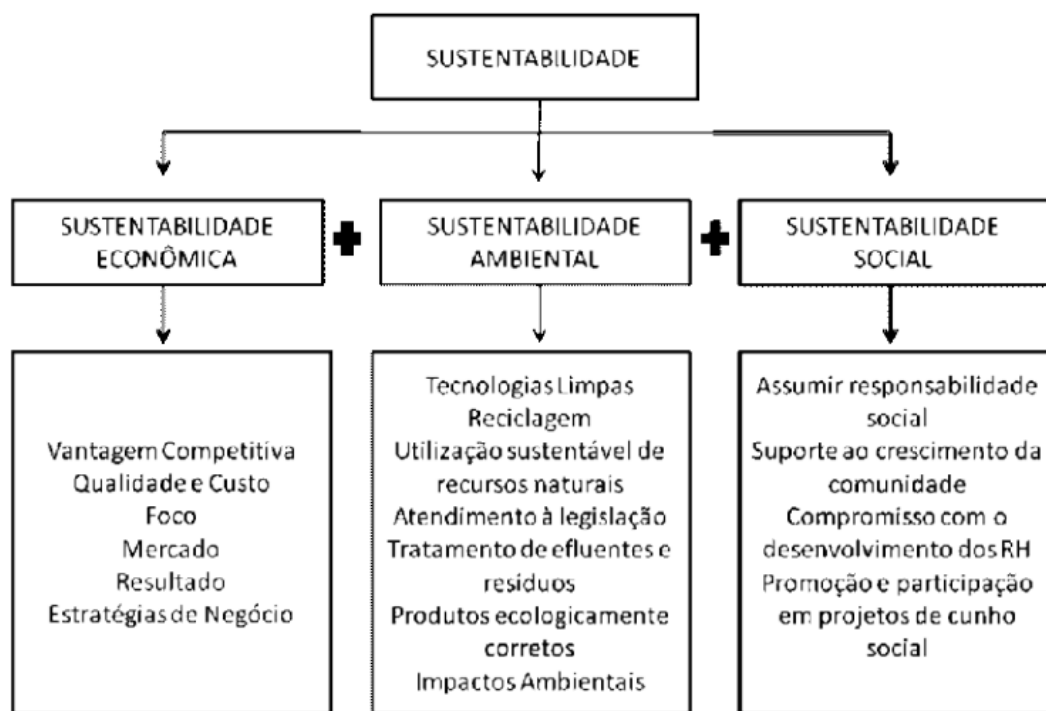 SUSTENTABILIDADE
SUSTENTABILIDADE
ECONÔMICA
SUSTENTABILIDADE
AMBIENTAL
SUSTENTABILIDADE
SOCIAL
Vantagem Competitiva
Qualidade e Custo
Foco
Mercado
Resultado
Estratégias de Negócio
Tecnologias Limpas
Reciclagem
Utilização sustentável de
recursos naturais
Atendimento à legislação
Tratamento de efluentes e
resíduos
Produtos ecologicamente
corretos
Impactos Ambientais
Assumir responsabilidade
social
Suporte ao crescimento da
comunidade
Compromisso com o
desenvolvimento dos RH
Promoção e participação
em projetos de cunho
social